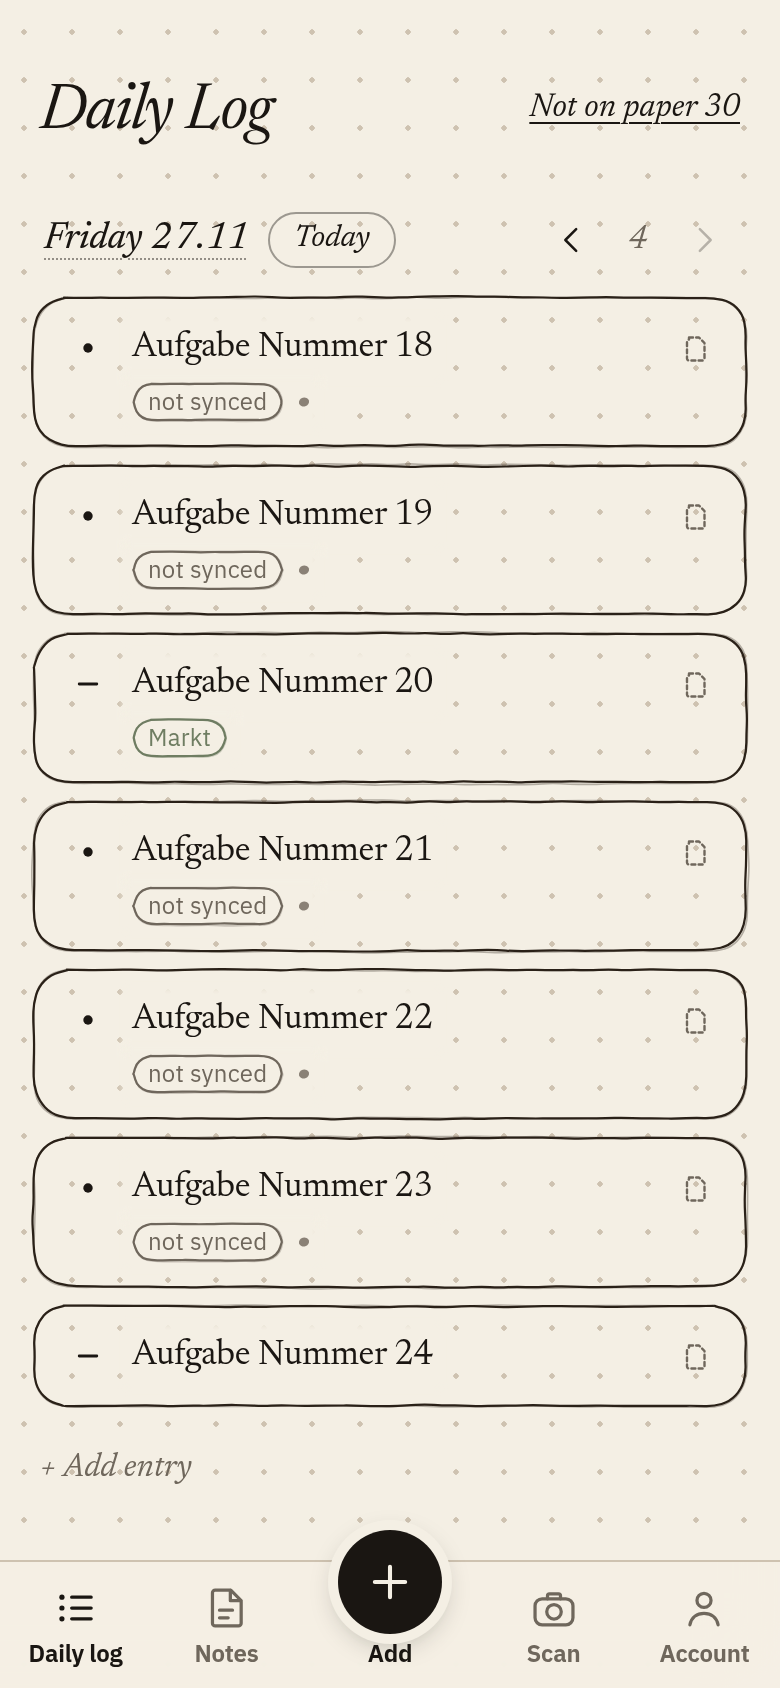 Daily Log
Not on paper 30
Friday 27.11 Today 4
• Aufgabe Nummer 18
not synced
• Aufgabe Nummer 19
not synced
– Aufgabe Nummer 20
Markt
• Aufgabe Nummer 21
not synced
• Aufgabe Nummer 22
not synced
• Aufgabe Nummer 23
not synced
– Aufgabe Nummer 24
+ Add entry
Daily log Notes Add Scan Account